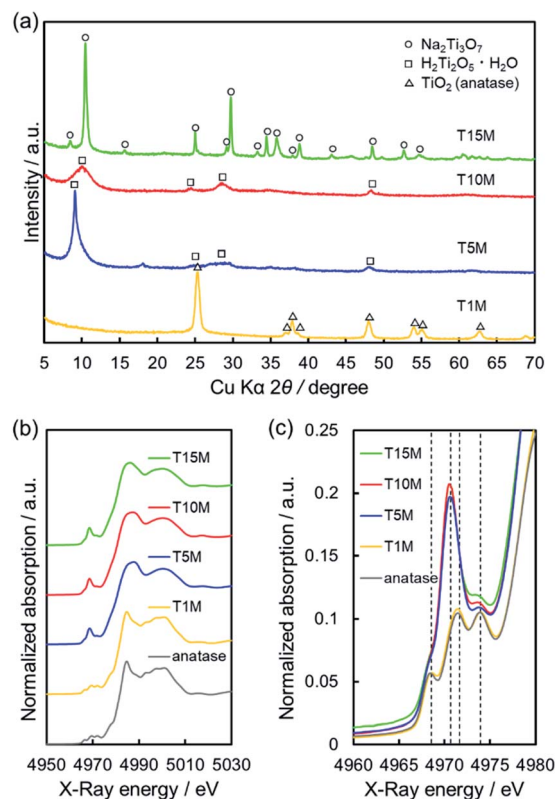 (a)
Na2Ti3O7
H2Ti2O5・H2O
TiO2 (anatase)
T15M
T10M
T5M
T1M
Intensity / a.u.
5 10 15 20 25 30 35 40 45 50 55 60 65 70
Cu Kα 2θ / degree
(b)
T15M
T10M
T5M
T1M
anatase
Normalized absorption / a.u.
4950 4970 4990 5010 5030
X-Ray energy / eV
(c)
0.25
0.2
0.15
0.1
0.05
0
T15M
T10M
T5M
T1M
anatase
Normalized absorption / a.u.
4960 4965 4970 4975 4980
X-Ray energy / eV